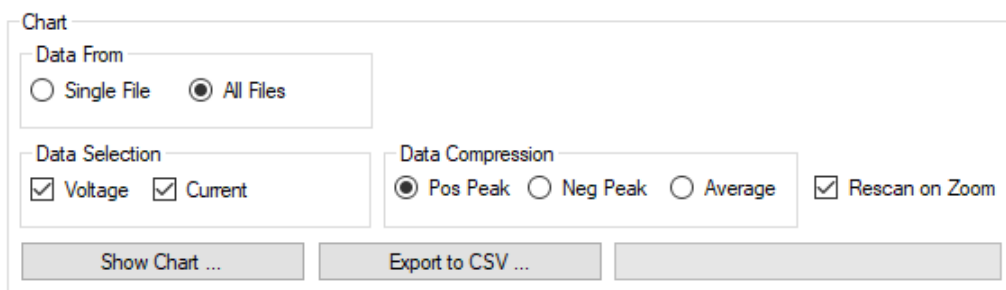 Chart
Data From
Single File All Files
Data Selection Data Compression
Voltage Current Pos Peak Neg Peak Average Rescan on Zoom
Show Chart ... Export to CSV ...